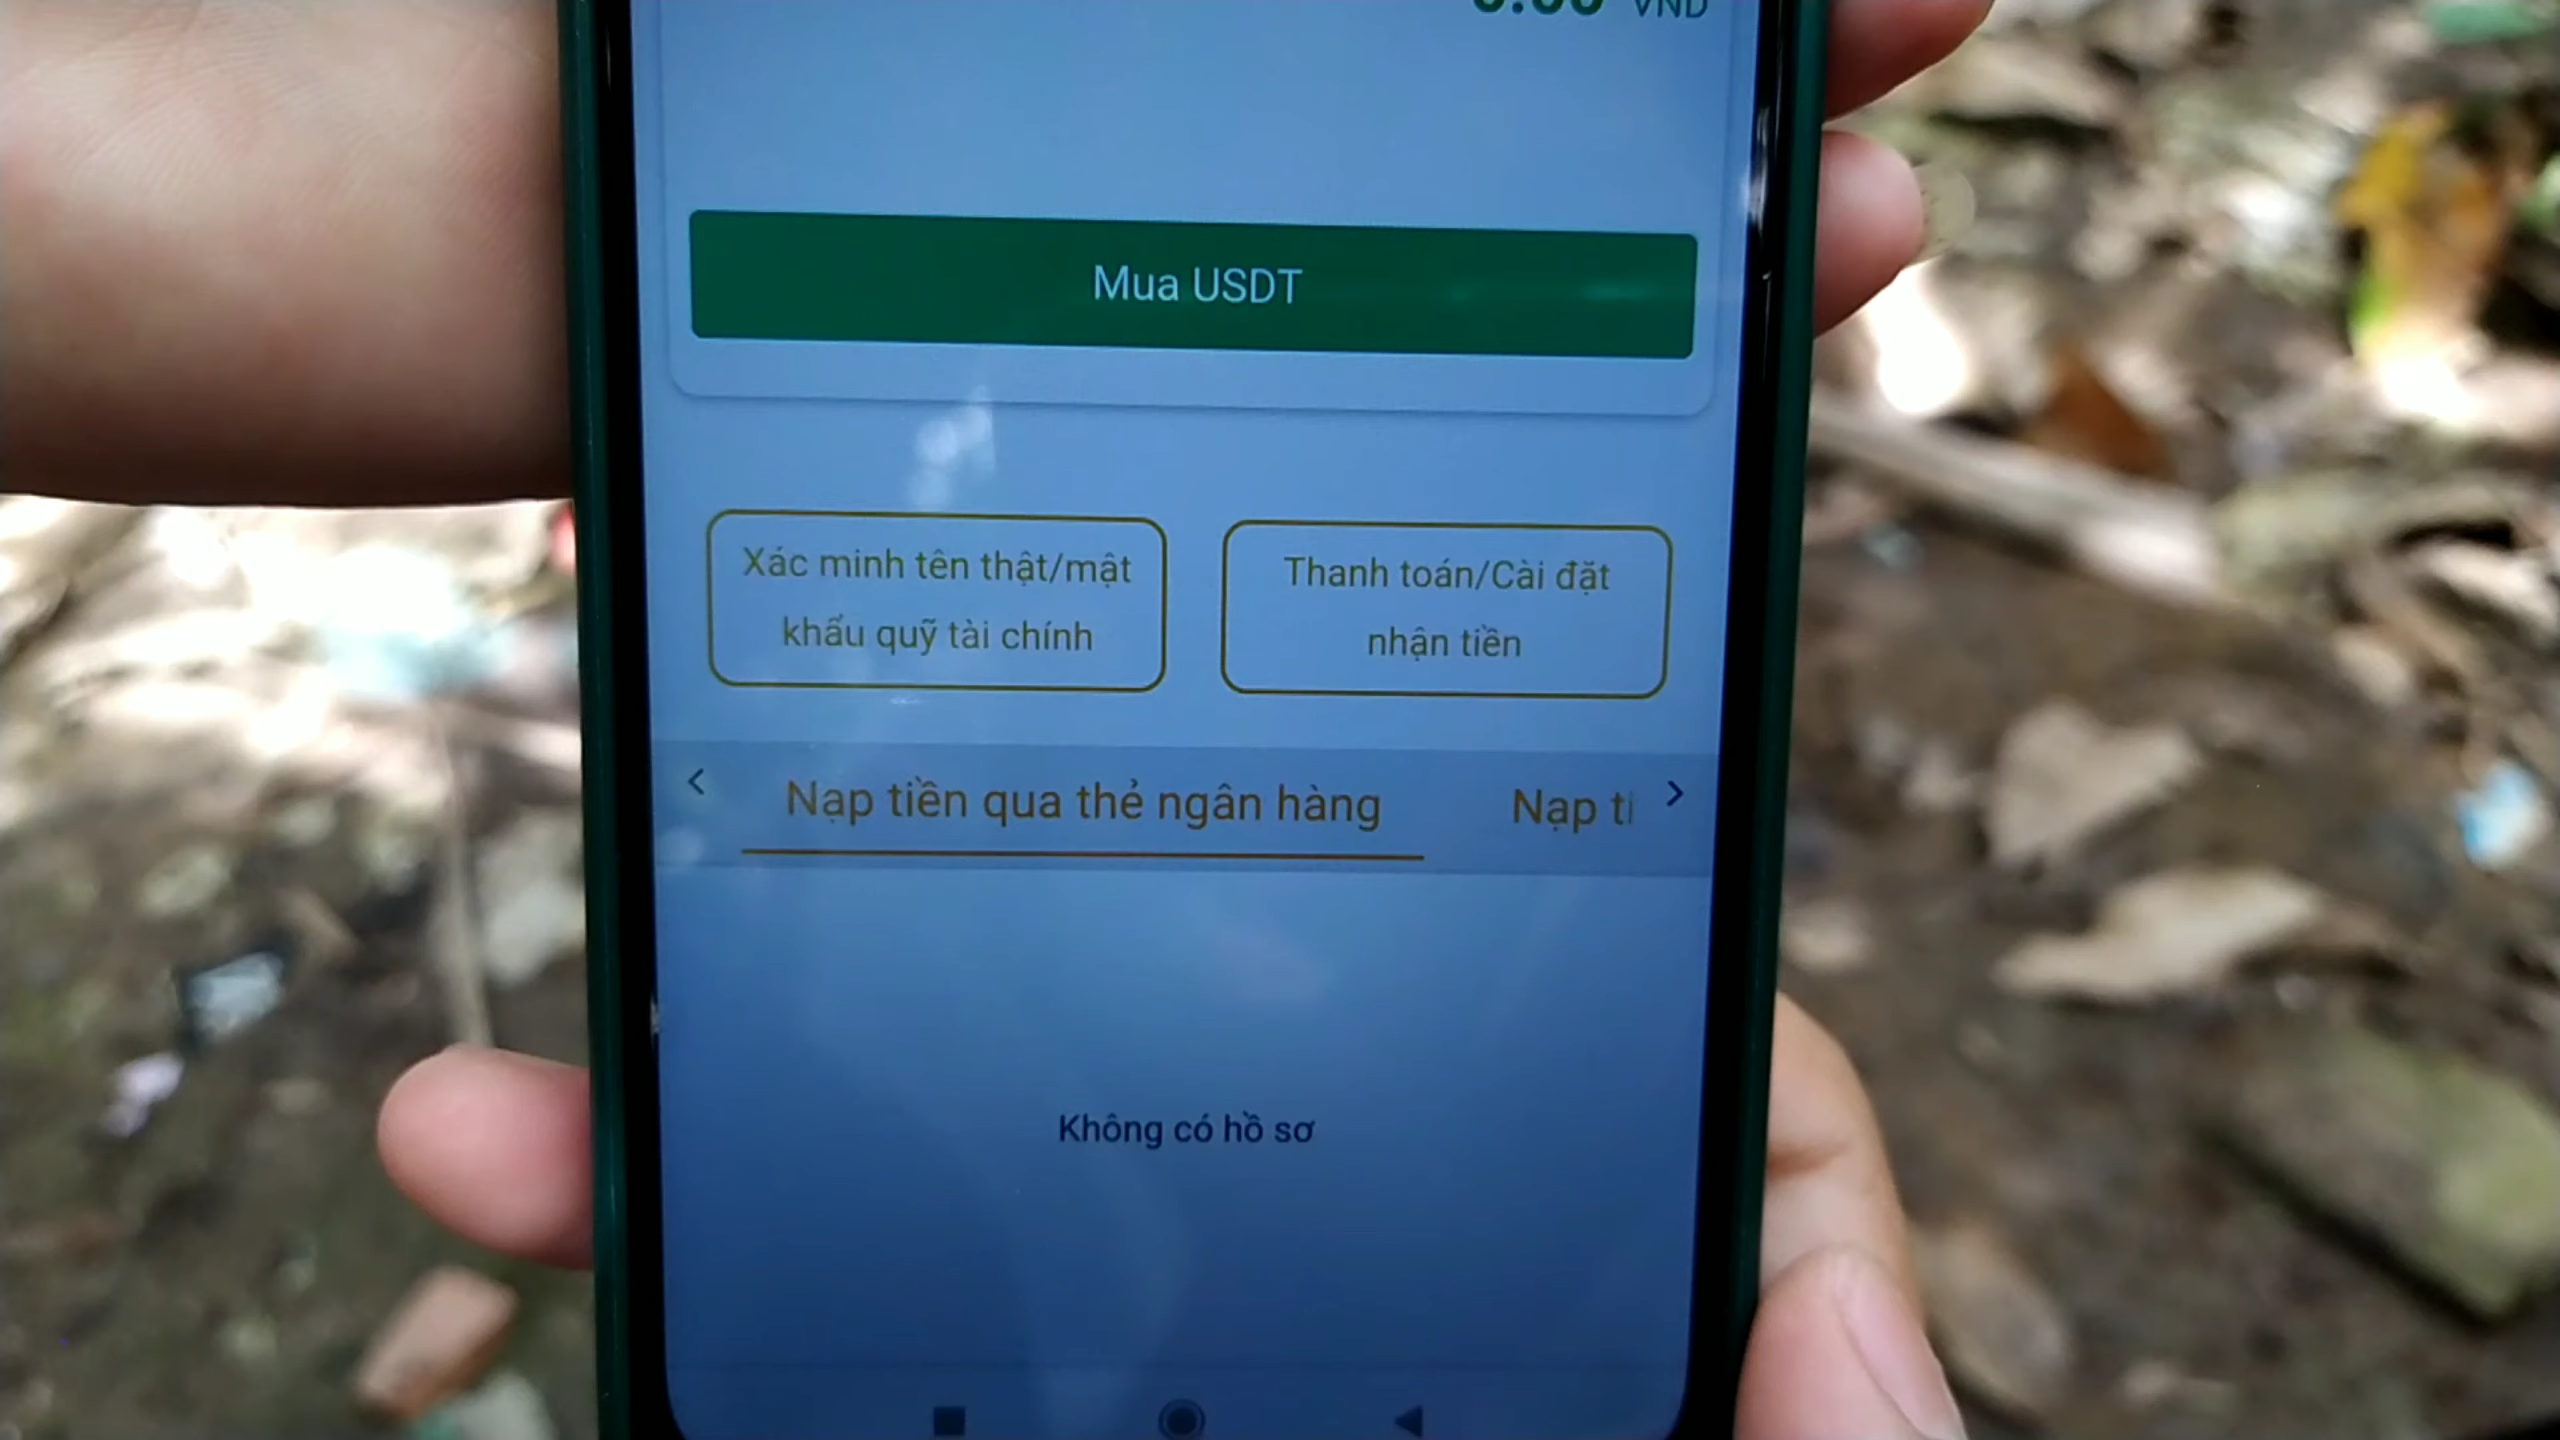 VND
Mua USDT
Xác minh tên thật/mật
khẩu quỹ tài chính
Thanh toán/Cài đặt
nhận tiền
Nạp tiền qua thẻ ngân hàng
Nạp ti
Không có hồ sơ